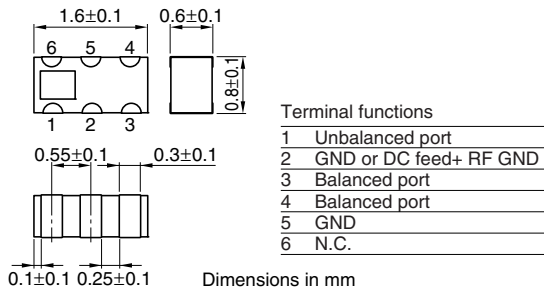 1.6±0.1 0.6±0.1
6 5 4
0.8±0.1
1 2 3
0.55±0.1 0.3±0.1
0.1±0.1 0.25±0.1 Dimensions in mm
Terminal functions
1 Unbalanced port
2 GND or DC feed+ RF GND
3 Balanced port
4 Balanced port
5 GND
6 N.C.